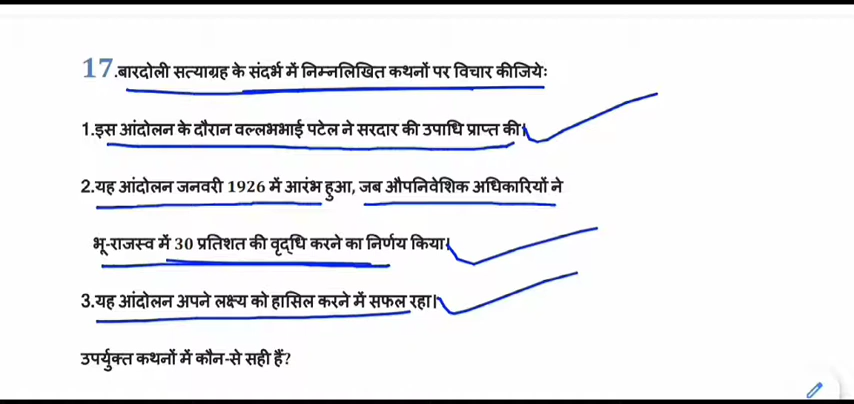 17.बारदोली सत्याग्रह के संदर्भ में निम्नलिखित कथनों पर विचार कीजियेः
1.इस आंदोलन के दौरान वल्लभभाई पटेल ने सरदार की उपाधि प्राप्त की।
2.यह आंदोलन जनवरी 1926 में आरंभ हुआ, जब औपनिवेशिक अधिकारियों ने
भू-राजस्व में 30 प्रतिशत की वृद्धि करने का निर्णय किया।
3.यह आंदोलन अपने लक्ष्य को हासिल करने में सफल रहा।
उपर्युक्त कथनों में कौन-से सही हैं?